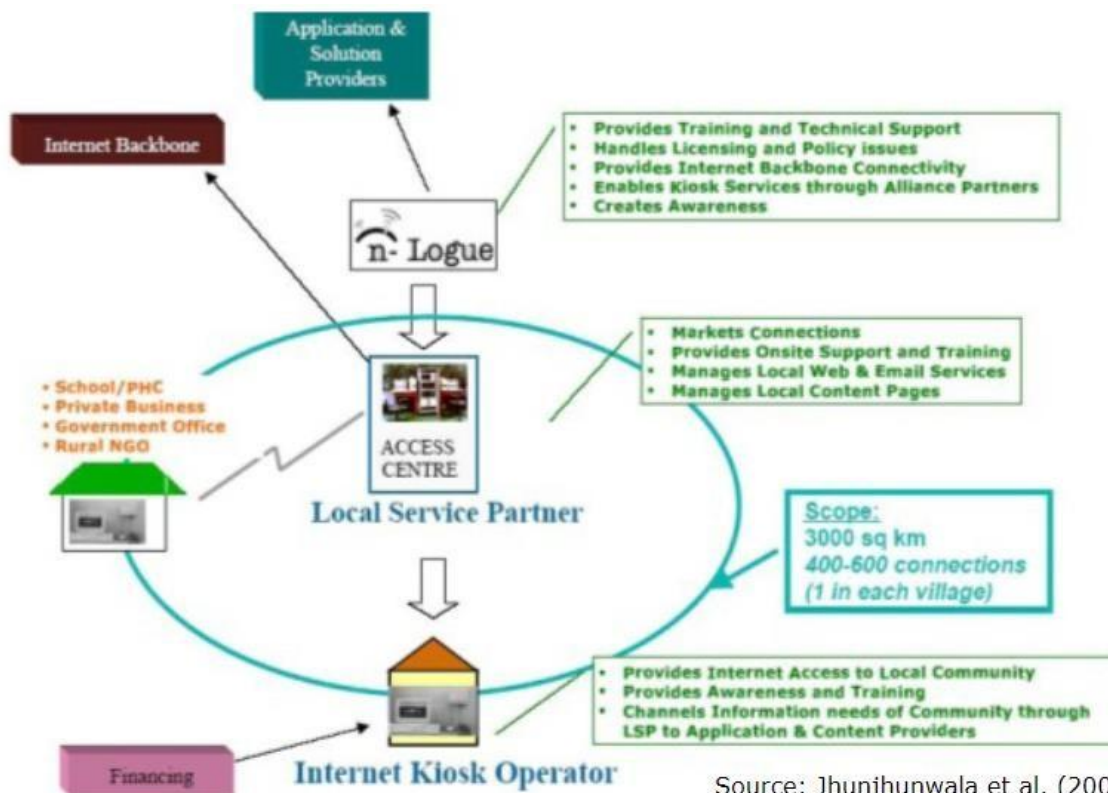 Application &
Solution
Providers
Internet Backbone
• Provides Training and Technical Support
• Handles Licensing and Policy issues
• Provides Internet Backbone Connectivity
• Enables Kiosk Services through Alliance Partners
• Creates Awareness
n- Logue
• Markets Connections
• Provides Onsite Support and Training
• Manages Local Web & Email Services
• Manages Local Content Pages
• School/PHC
• Private Business
• Government Office
• Rural NGO
ACCESS
CENTRE
Local Service Partner
Scope:
3000 sq km
400-600 connections
(1 in each village)
• Provides Internet Access to Local Community
• Provides Awareness and Training
• Channels Information needs of Community through
LSP to Application & Content Providers
Financing
Internet Kiosk Operator
Source: Jhunjhunwala et al. (200